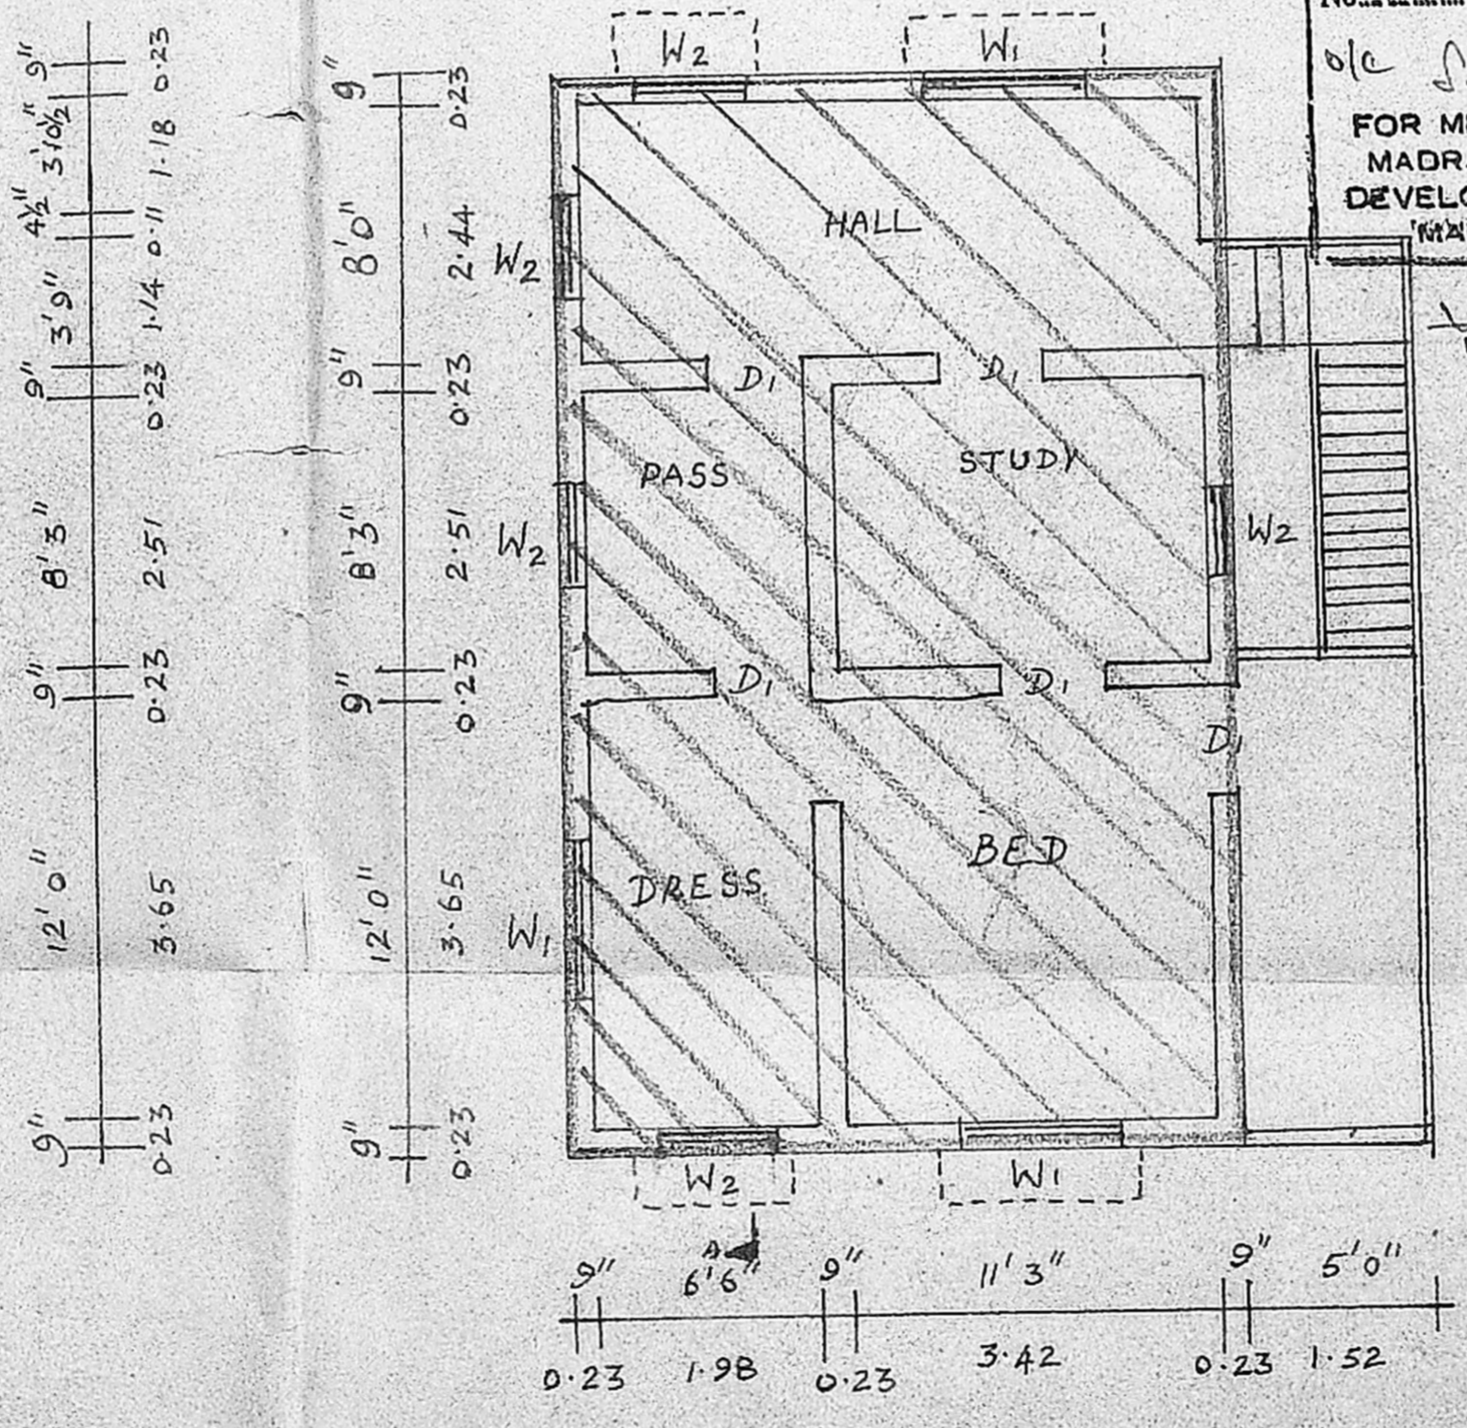 0/c
FOR M
MADR
DEVELO
W2
W1
HALL
W2
D1
D1
PASS
STUDY
W2
W2
D1
D1
D1
DRESS
BED
W1
W2
W1
A
9"
6'6"
9"
11'3"
9"
5'0"
0.23
1.98
0.23
3.42
0.23
1.52
9"
0.23
3'10½"
1.18
4½"
0.11
3'9"
1.14
9"
0.23
8'3"
2.51
9"
0.23
12'0"
3.65
9"
0.23
9"
0.23
8'0"
2.44
9"
0.23
8'3"
2.51
9"
0.23
12'0"
3.65
9"
0.23